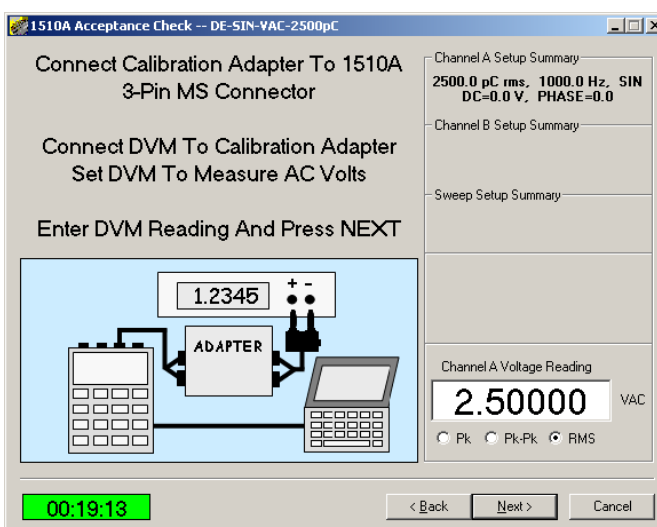 1510A Acceptance Check -- DE-SIN-VAC-2500pC
Connect Calibration Adapter To 1510A
3-Pin MS Connector
Connect DVM To Calibration Adapter
Set DVM To Measure AC Volts
Enter DVM Reading And Press NEXT
1.2345
+ -
ADAPTER
Channel A Setup Summary
2500.0 pC rms, 1000.0 Hz, SIN
DC=0.0 V, PHASE=0.0
Channel B Setup Summary
Sweep Setup Summary
Channel A Voltage Reading
2.50000 VAC
Pk Pk-Pk RMS
00:19:13
< Back Next > Cancel